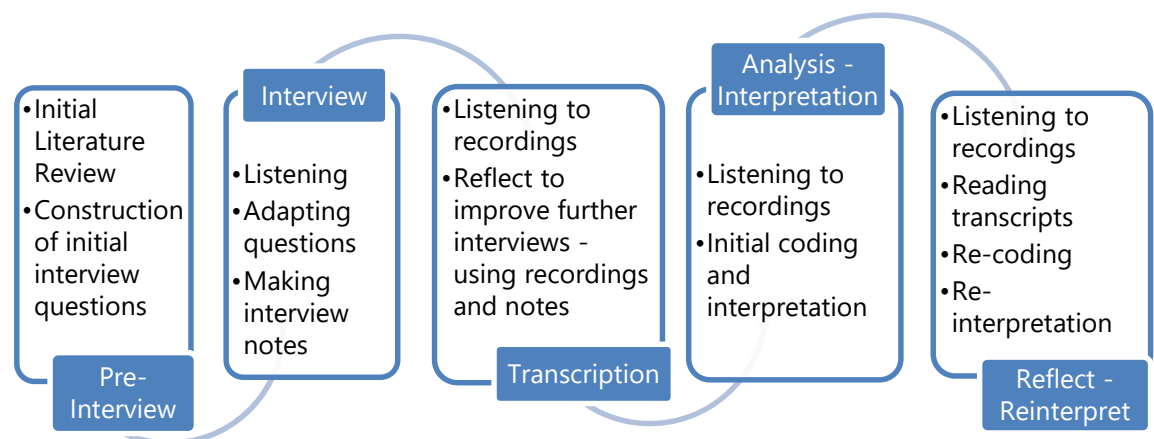 •Initial
Literature
Review
•Construction
of initial
interview
questions
Pre-
Interview
Interview
•Listening
•Adapting
questions
•Making
interview
notes
•Listening to
recordings
•Reflect to
improve further
interviews -
using recordings
and notes
Transcription
Analysis -
Interpretation
•Listening to
recordings
•Initial coding
and
interpretation
•Listening to
recordings
•Reading
transcripts
•Re-coding
•Re-
interpretation
Reflect -
Reinterpret